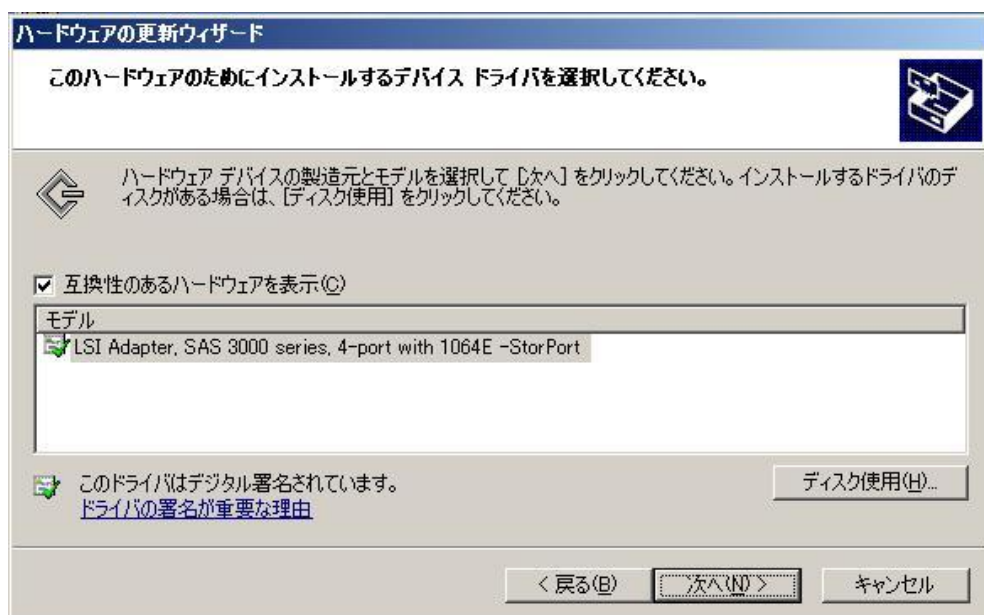 ハードウェアの更新ウィザード
このハードウェアのためにインストールするデバイス ドライバを選択してください。
ハードウェア デバイスの製造元とモデルを選択して [次へ] をクリックしてください。インストールするドライバのデ
ィスクがある場合は、[ディスク使用] をクリックしてください。
互換性のあるハードウェアを表示(C)
モデル
LSI Adapter, SAS 3000 series, 4-port with 1064E -StorPort
このドライバはデジタル署名されています。
ドライバの署名が重要な理由
ディスク使用(H)...
< 戻る(B)
次へ(N) >
キャンセル